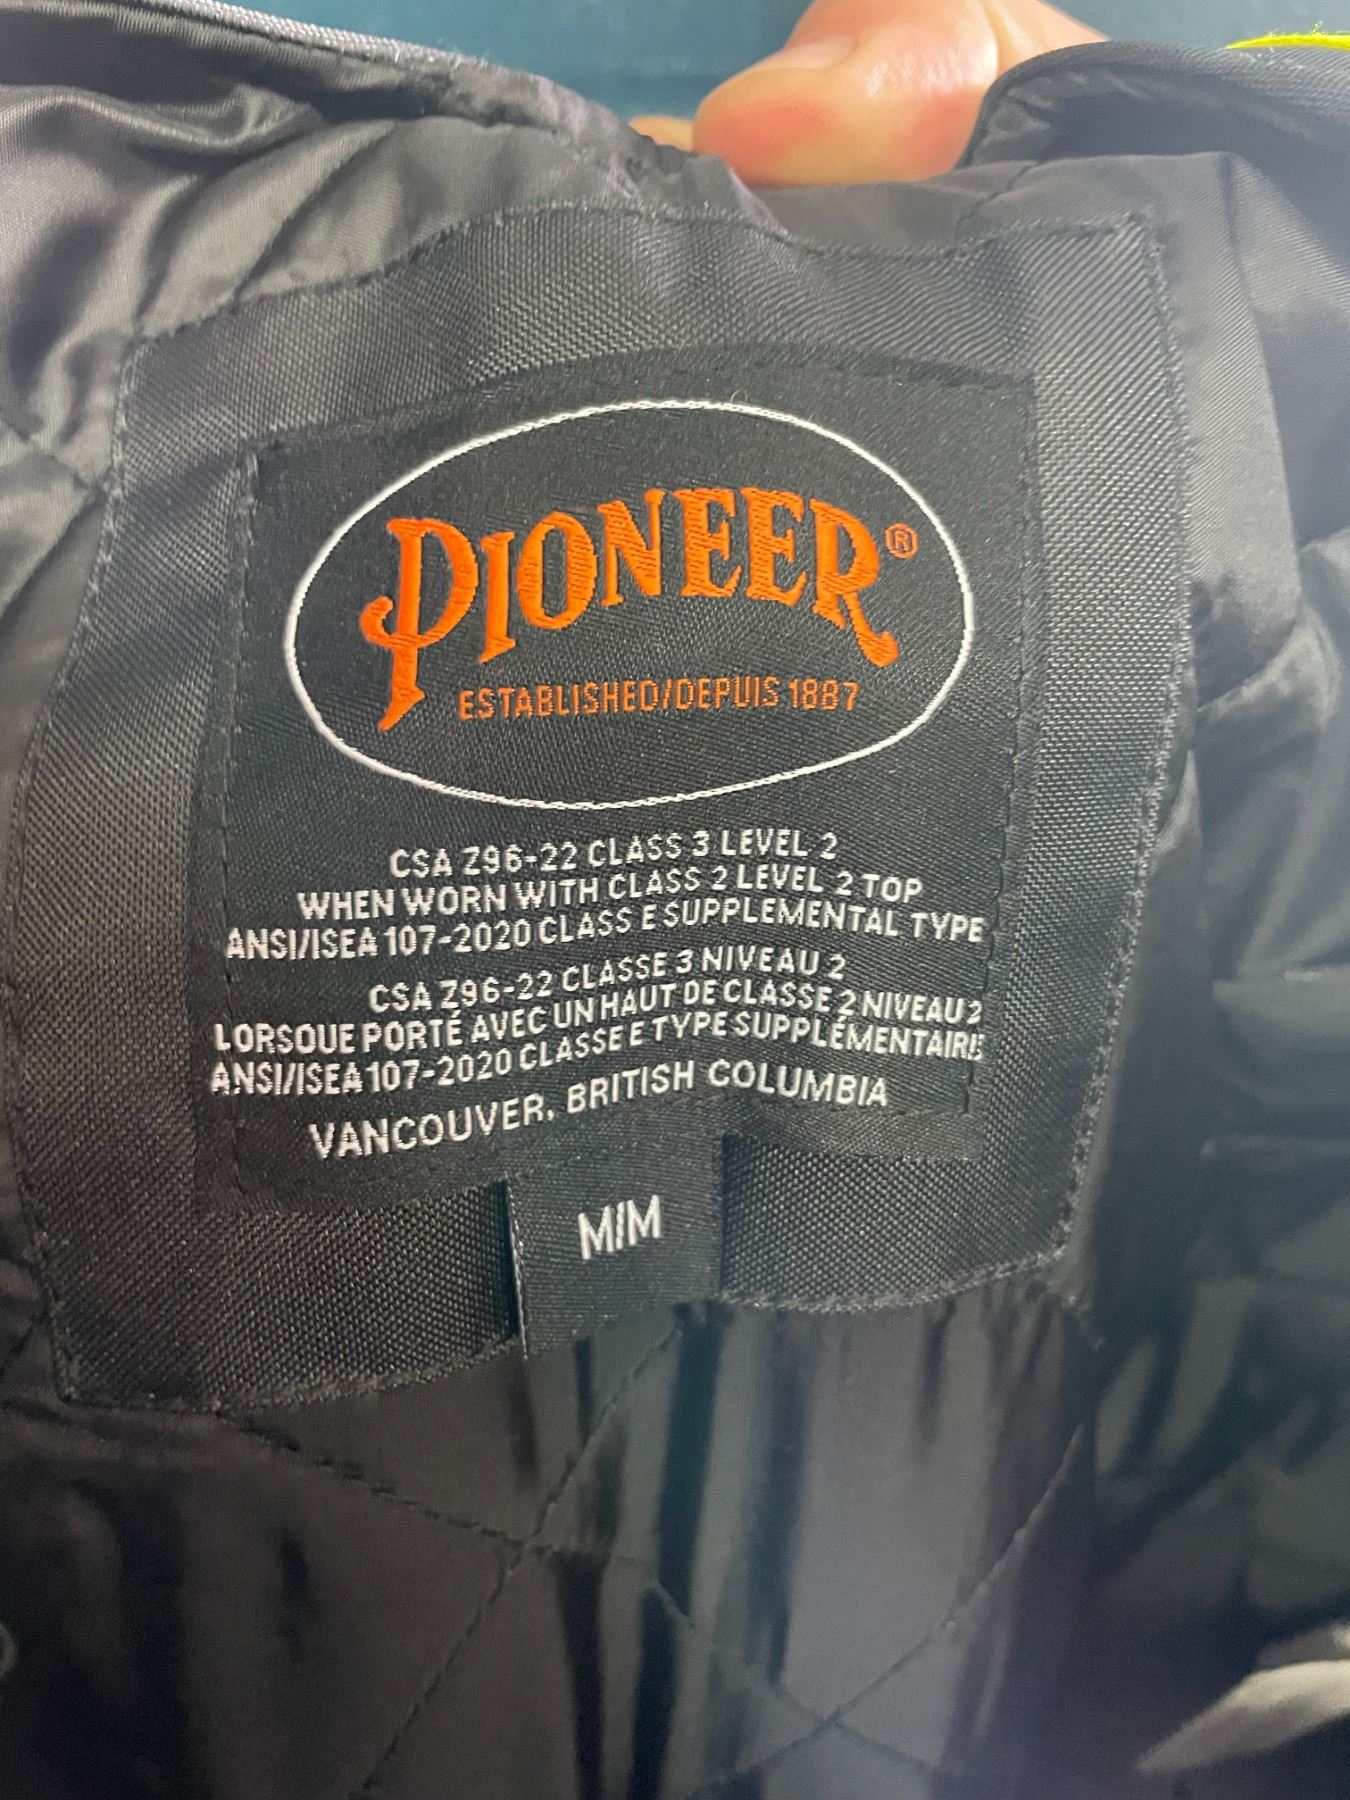 PIONEER®
ESTABLISHED/DEPUIS 1887
CSA Z96-22 CLASS 3 LEVEL 2
WHEN WORN WITH CLASS 2 LEVEL 2 TOP
ANSI/ISEA 107-2020 CLASS E SUPPLEMENTAL TYPE
CSA Z96-22 CLASSE 3 NIVEAU 2
LORSQUE PORTÉ AVEC UN HAUT DE CLASSE 2 NIVEAU 2
ANSI/ISEA 107-2020 CLASSE E TYPE SUPPLÉMENTAIRE
VANCOUVER, BRITISH COLUMBIA
M/M